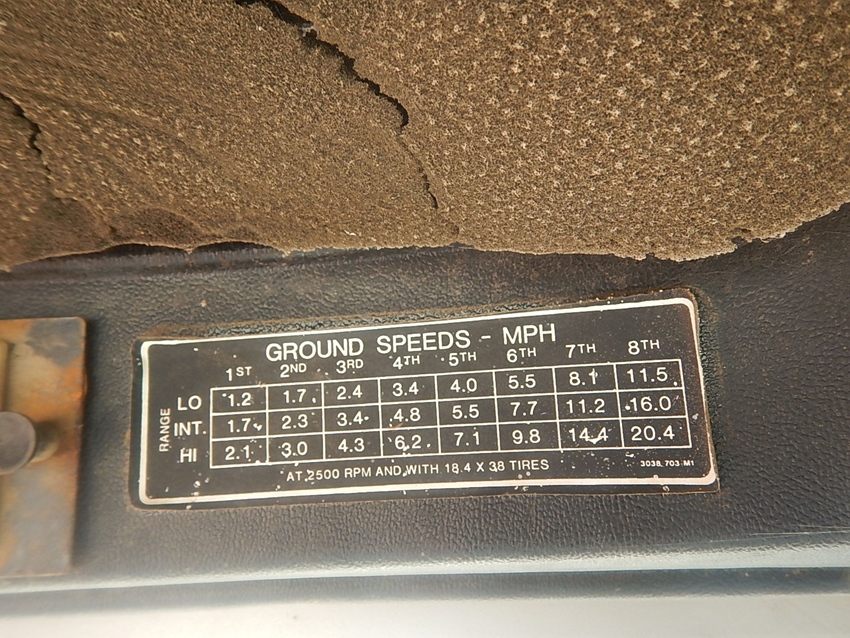 GROUND SPEEDS - MPH
1ST 2ND 3RD 4TH 5TH 6TH 7TH 8TH
RANGE
LO 1.2 1.7 2.4 3.4 4.0 5.5 8.1 11.5
INT. 1.7 2.3 3.4 4.8 5.5 7.7 11.2 16.0
HI 2.1 3.0 4.3 6.2 7.1 9.8 14.4 20.4
AT 2500 RPM AND WITH 18.4 X 38 TIRES
3038 703 M1